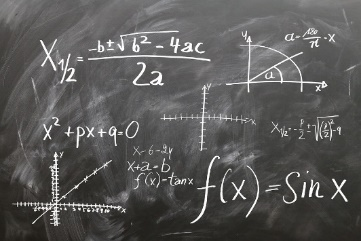 X₁/₂ = (-b ± √(b² - 4ac)) / 2a
y
a = 180/π · x
a
x
x² + px + q = 0
X₁/₂ = -p/2 ± √((p/2)² - q)
x - 6 - 2y
x + a = b
f(x) = tan x
f(x) = Sin x
y
x